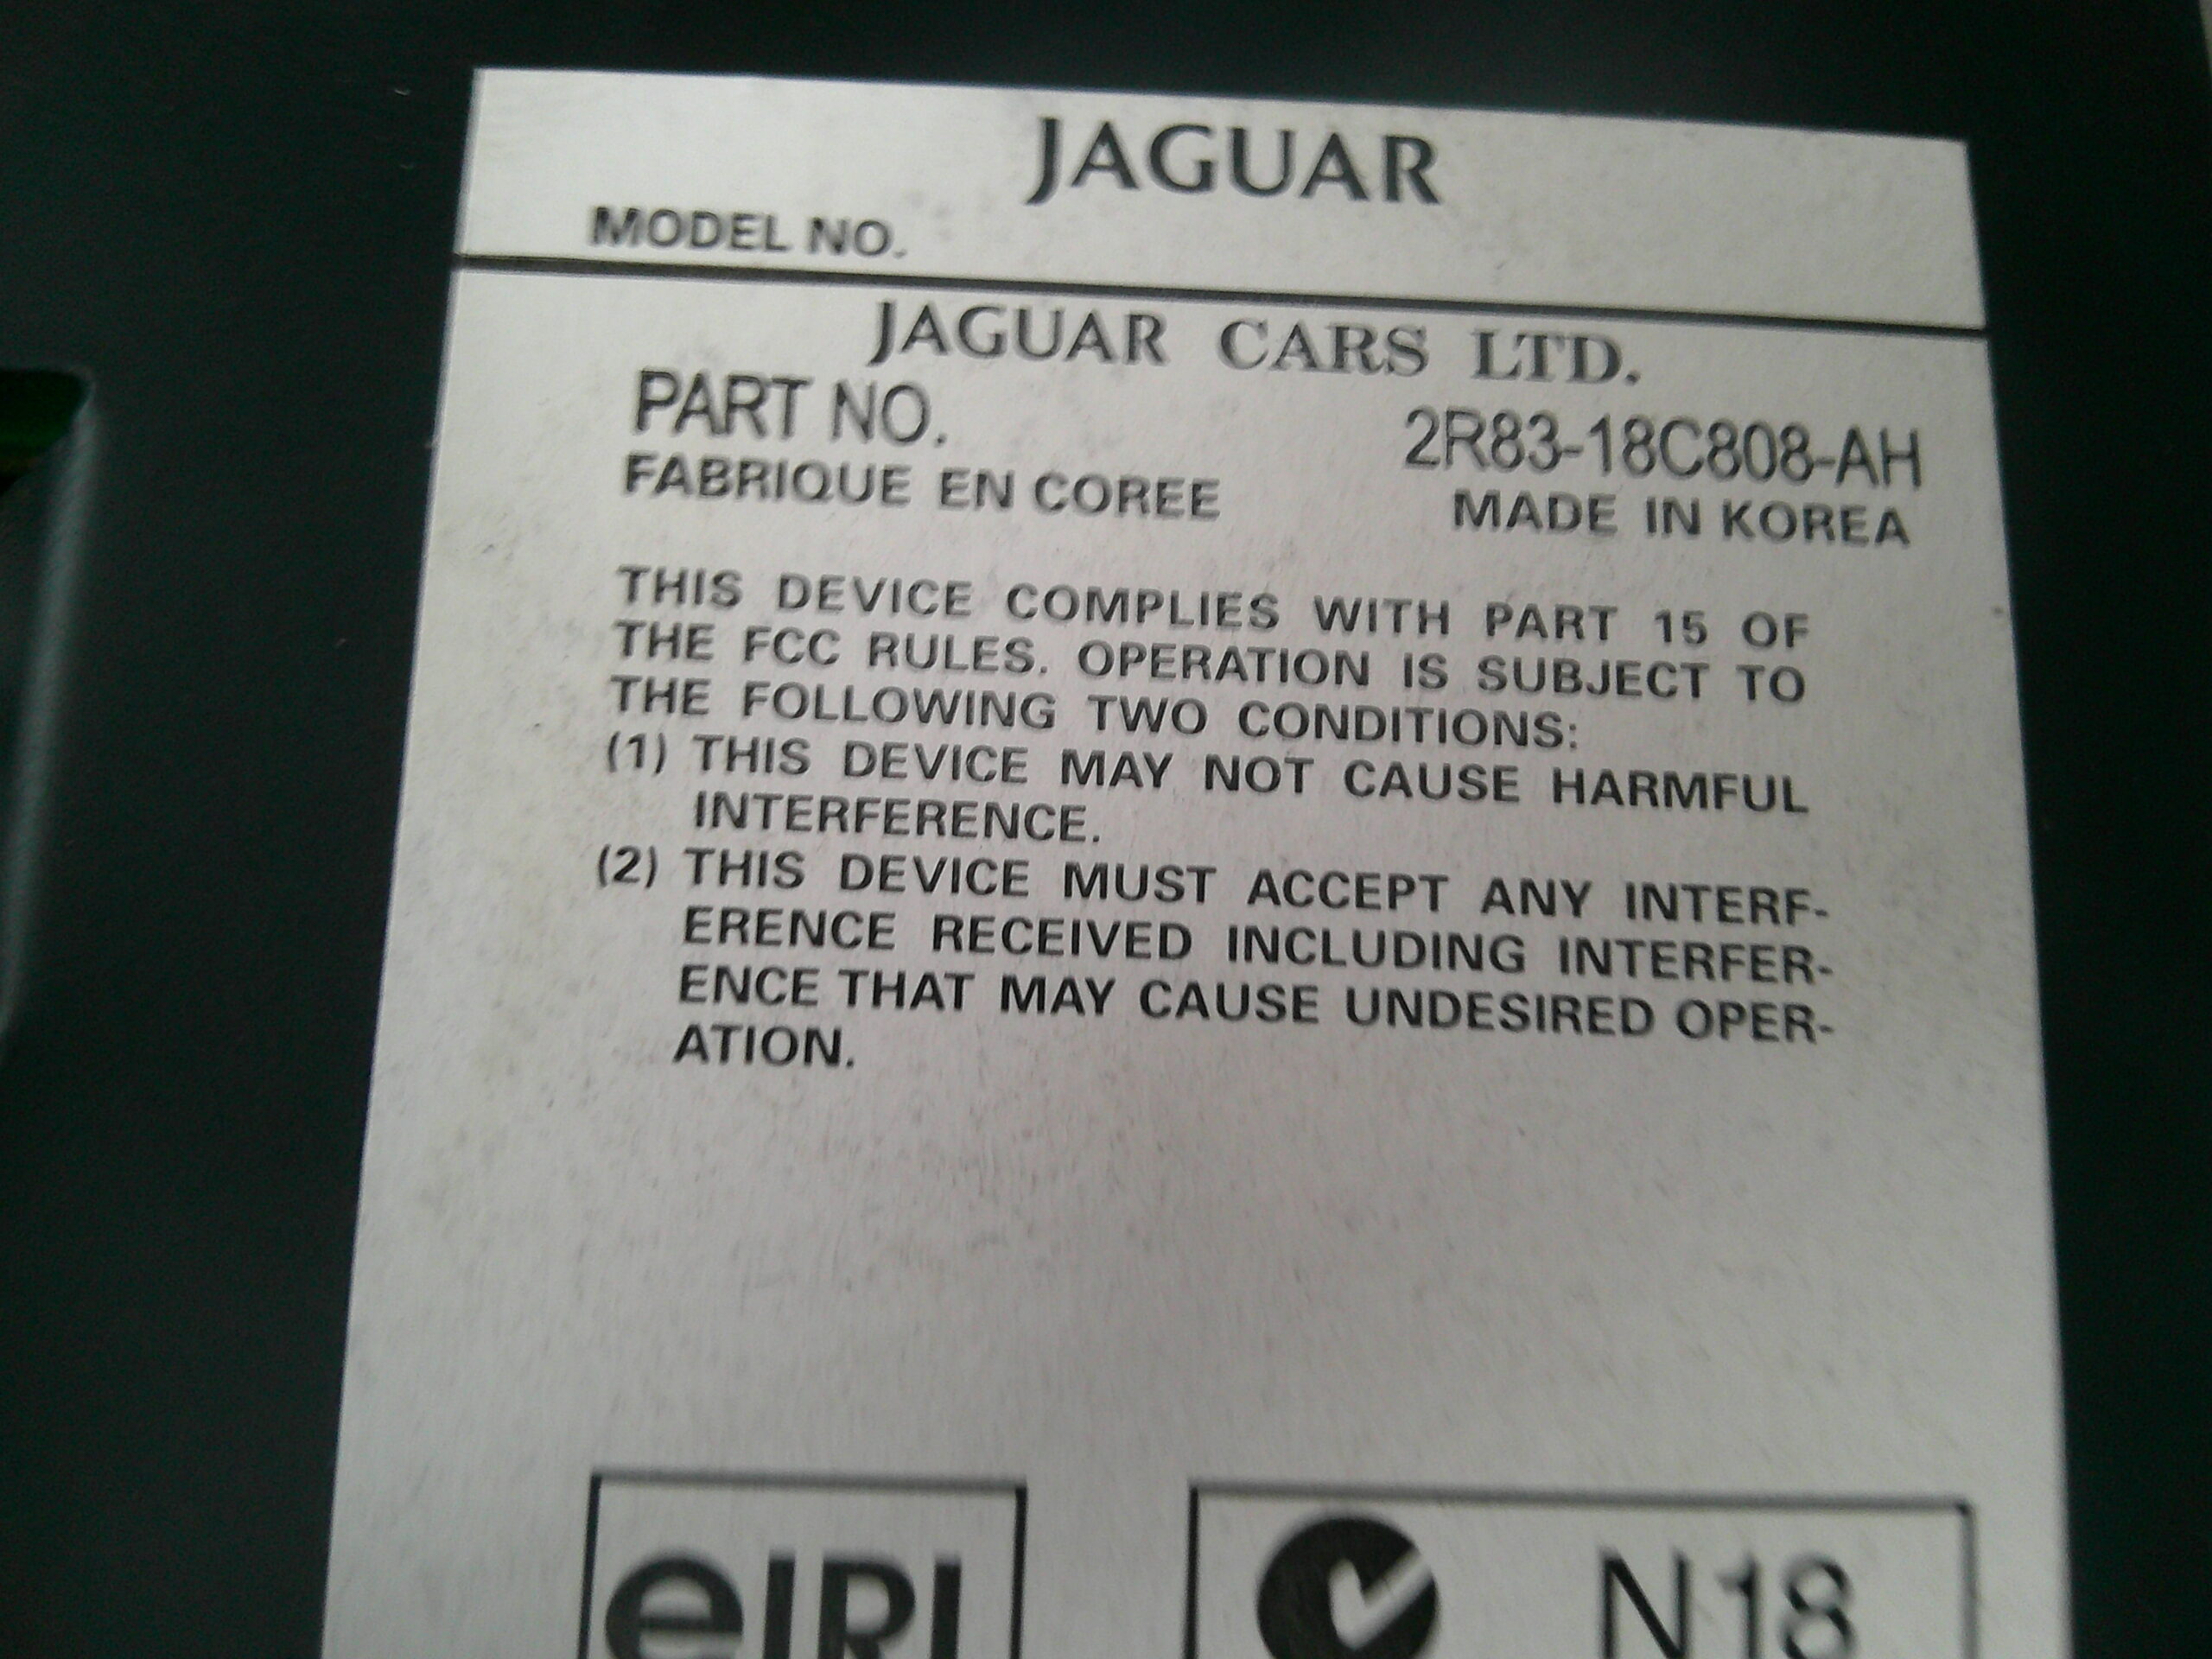 JAGUAR
MODEL NO.
JAGUAR CARS LTD.
PART NO. 2R83-18C808-AH
FABRIQUE EN COREE MADE IN KOREA
THIS DEVICE COMPLIES WITH PART 15 OF
THE FCC RULES. OPERATION IS SUBJECT TO
THE FOLLOWING TWO CONDITIONS:
(1) THIS DEVICE MAY NOT CAUSE HARMFUL
INTERFERENCE.
(2) THIS DEVICE MUST ACCEPT ANY INTERF-
ERENCE RECEIVED INCLUDING INTERFER-
ENCE THAT MAY CAUSE UNDESIRED OPER-
ATION.
N18